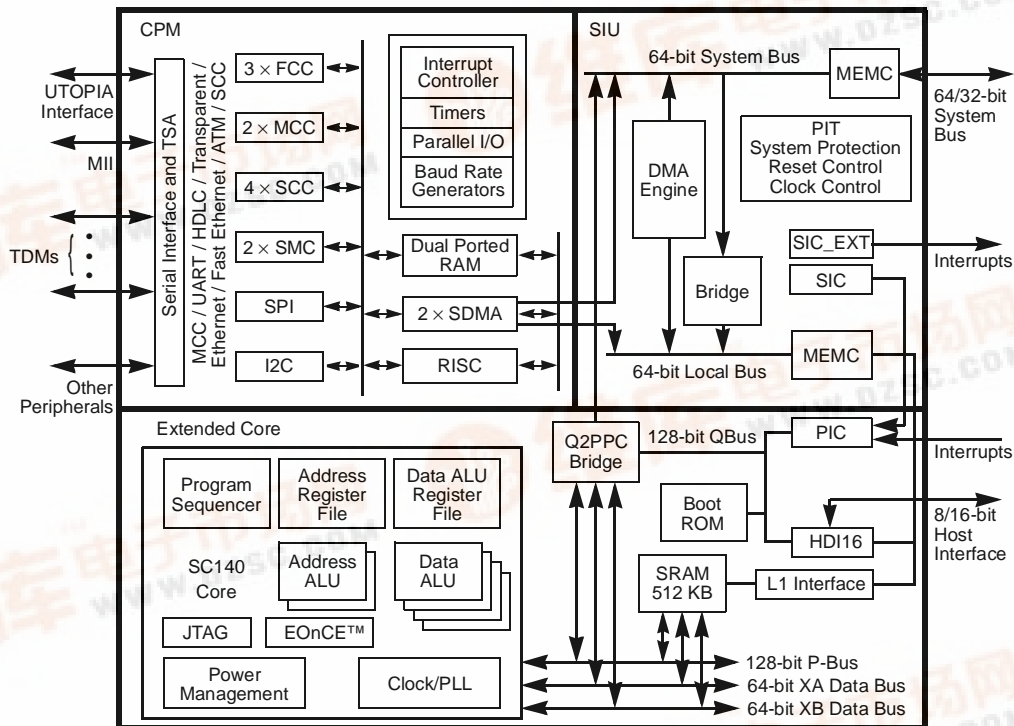 CPM
SIU
UTOPIA
Interface
MII
TDMs
Other
Peripherals
Serial Interface and TSA
MCC / UART / HDLC / Transparent /
Ethernet / Fast Ethernet / ATM / SCC
3 × FCC
2 × MCC
4 × SCC
2 × SMC
SPI
I2C
Interrupt
Controller
Timers
Parallel I/O
Baud Rate
Generators
Dual Ported
RAM
2 × SDMA
RISC
64-bit System Bus
MEMC
64/32-bit
System
Bus
DMA
Engine
PIT
System Protection
Reset Control
Clock Control
SIC_EXT
Interrupts
SIC
Bridge
MEMC
64-bit Local Bus
Extended Core
Program
Sequencer
Address
Register
File
Data ALU
Register
File
SC140
Core
Address
ALU
Data
ALU
JTAG
EOnCE™
Power
Management
Clock/PLL
Q2PPC
Bridge
128-bit QBus
PIC
Interrupts
Boot
ROM
HDI16
8/16-bit
Host
Interface
SRAM
512 KB
L1 Interface
128-bit P-Bus
64-bit XA Data Bus
64-bit XB Data Bus